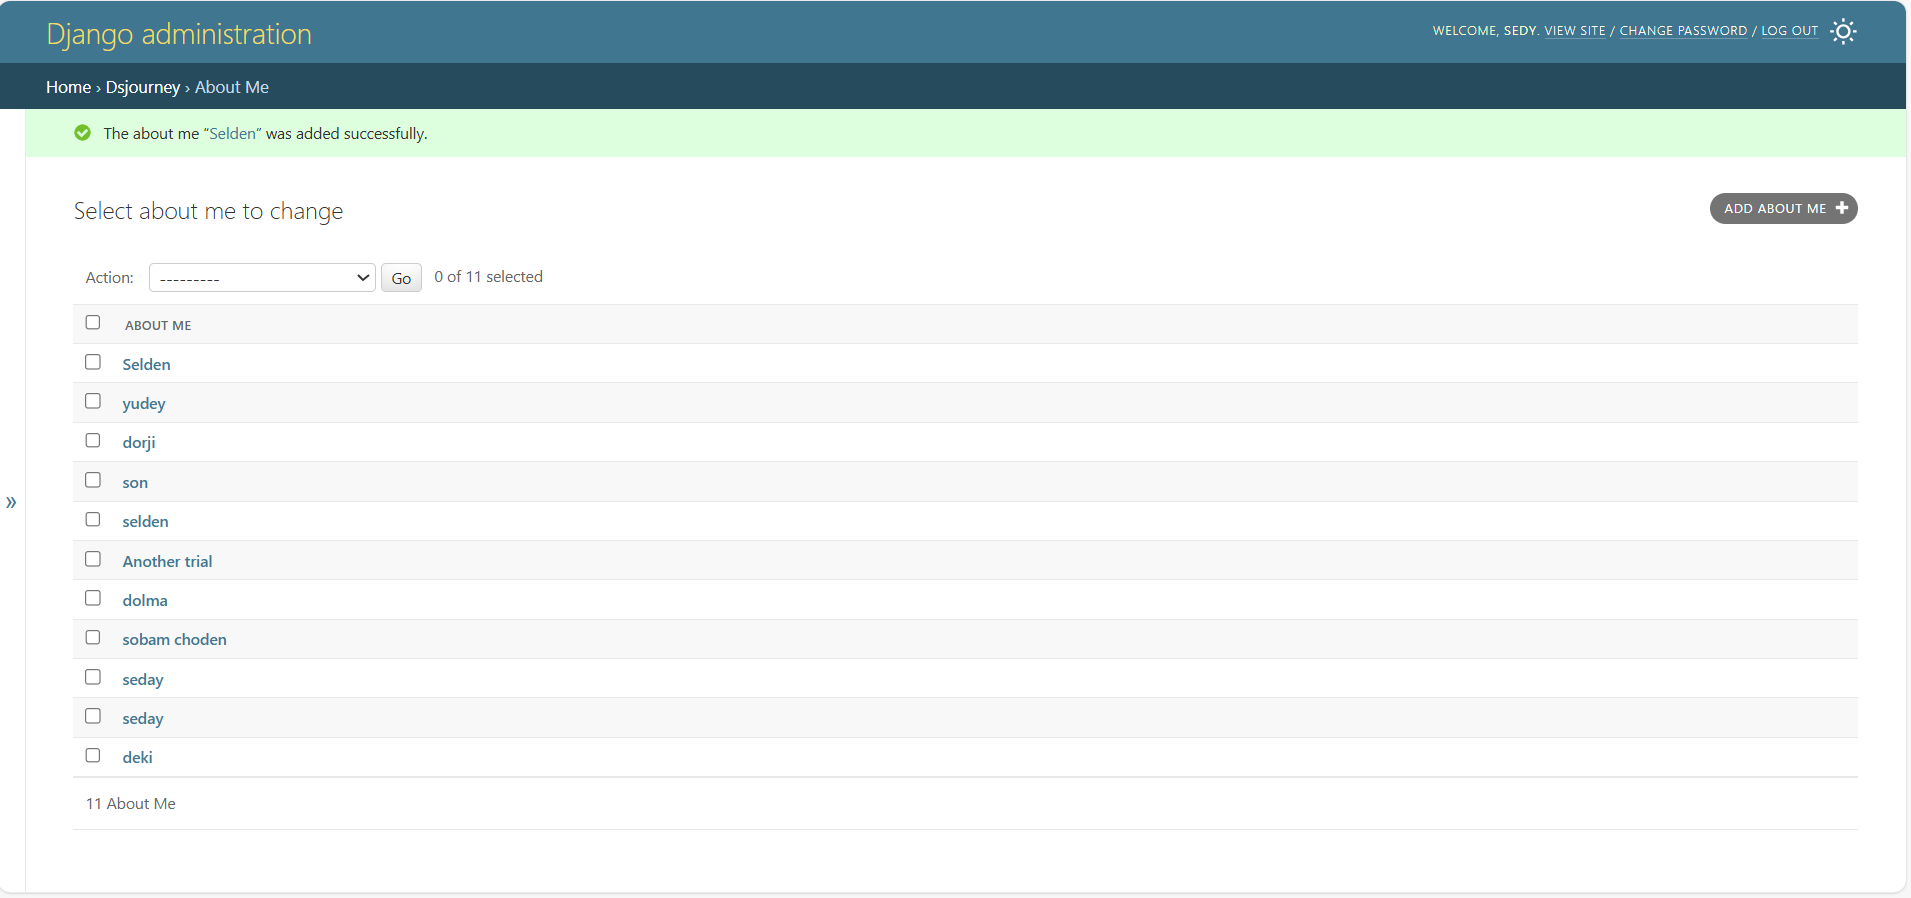 Django administration
WELCOME, SEDY. VIEW SITE / CHANGE PASSWORD / LOG OUT
Home › Dsjourney › About Me
The about me “Selden” was added successfully.
Select about me to change
ADD ABOUT ME +
Action: --------- Go 0 of 11 selected
ABOUT ME
Selden
yudey
dorji
son
selden
Another trial
dolma
sobam choden
seday
seday
deki
11 About Me
»